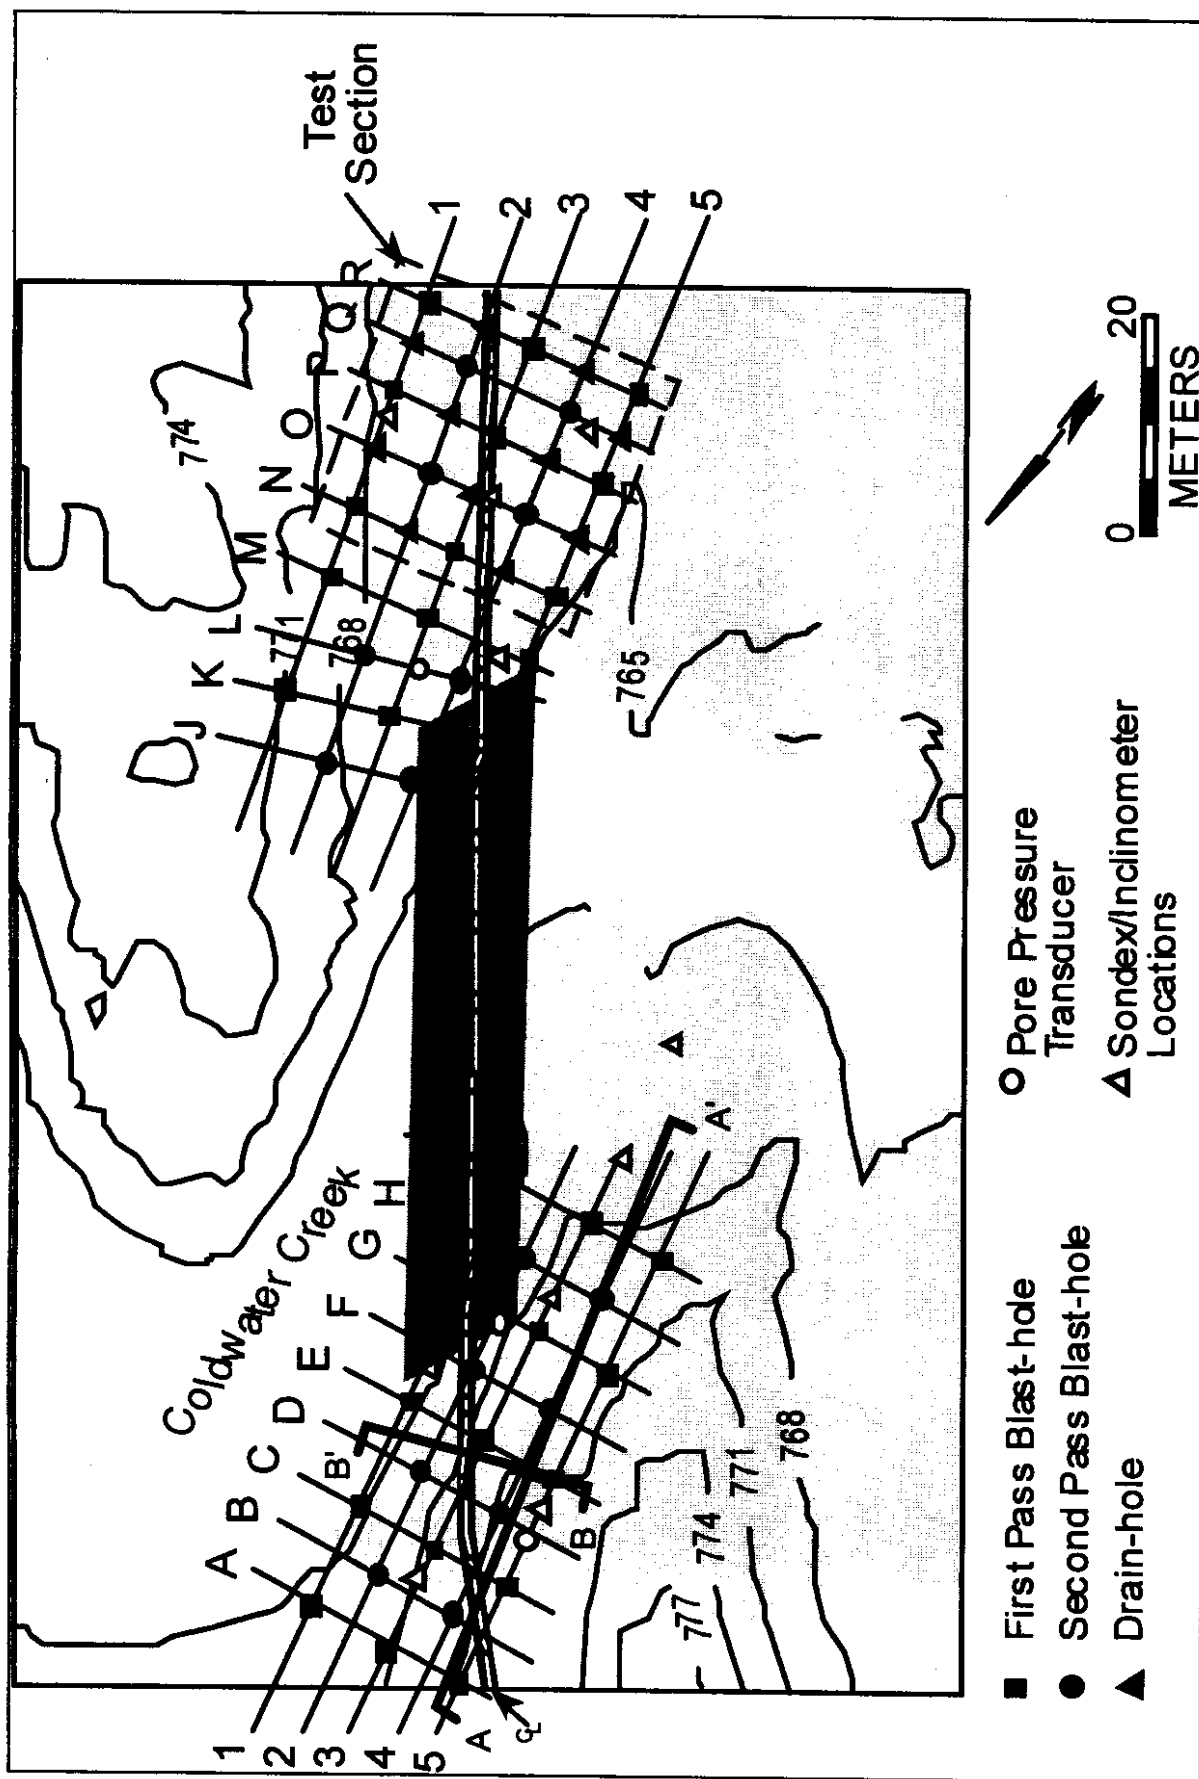 Test
Section
1
2
3
4
5
R
Q
P
O
N
M
L
K
J
774
771
768
765
Coldwater Creek
H
G
F
E
D
C
B
A
B'
B
A'
A
CL
1
2
3
4
5
777
774
771
768
First Pass Blast-hole
Second Pass Blast-hole
Drain-hole
Pore Pressure
Transducer
Sondex/Inclinometer
Locations
0 20
METERS